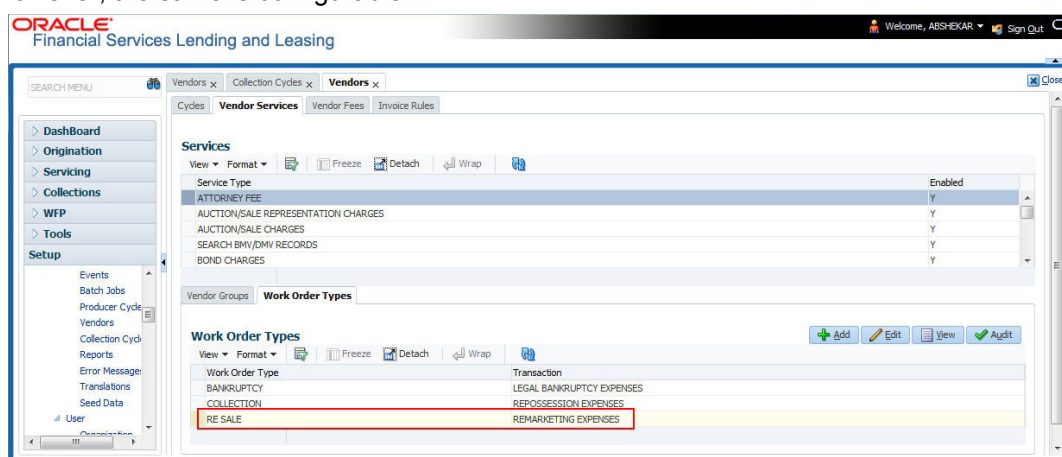 ORACLE
Financial Services Lending and Leasing
Welcome, ABSHEKAR
Sign Out
SEARCH MENU
Vendors x
Collection Cycles x
Vendors x
Close
Cycles
Vendor Services
Vendor Fees
Invoice Rules
DashBoard
Origination
Servicing
Collections
WFP
Tools
Setup
Events
Batch Jobs
Producer Cycle
Vendors
Collection Cycl
Reports
Error Message
Translations
Seed Data
User
Services
View Format Freeze Detach Wrap
Service Type Enabled
ATTORNEY FEE Y
AUCTION/SALE REPRESENTATION CHARGES Y
AUCTION/SALE CHARGES Y
SEARCH BMV/DMV RECORDS Y
BOND CHARGES Y
Vendor Groups
Work Order Types
Work Order Types
Add Edit View Audit
View Format Freeze Detach Wrap
Work Order Type Transaction
BANKRUPTCY LEGAL BANKRUPTCY EXPENSES
COLLECTION REPOSSESSION EXPENSES
RE SALE REMARKETING EXPENSES